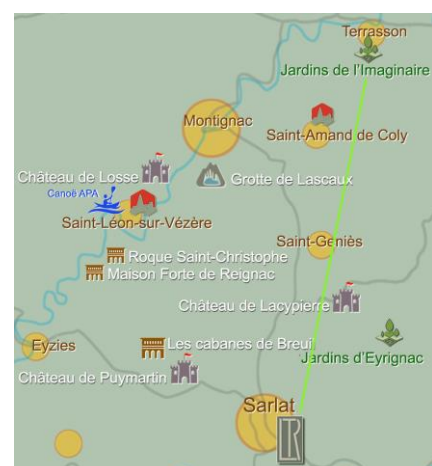 Terrasson
Jardins de l'Imaginaire
Montignac
Saint-Amand de Coly
Château de Losse
Grotte de Lascaux
Canoë APA
Saint-Léon-sur-Vézère
Saint-Geniès
Roque Saint-Christophe
Maison Forte de Reignac
Château de Lacypierre
Eyzies
Les cabanes de Breuil
Jardins d'Eyrignac
Château de Puymartin
Sarlat
LR